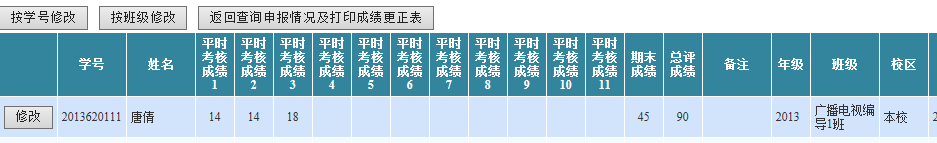 按学号修改 按班级修改 返回查询申报情况及打印成绩更正表
学号 姓名 平时考核成绩1 平时考核成绩2 平时考核成绩3 平时考核成绩4 平时考核成绩5 平时考核成绩6 平时考核成绩7 平时考核成绩8 平时考核成绩9 平时考核成绩10 平时考核成绩11 期末成绩 总评成绩 备注 年级 班级 校区
修改 2013620111 唐倩 14 14 18 45 90 2013 广播电视编导1班 本校 2